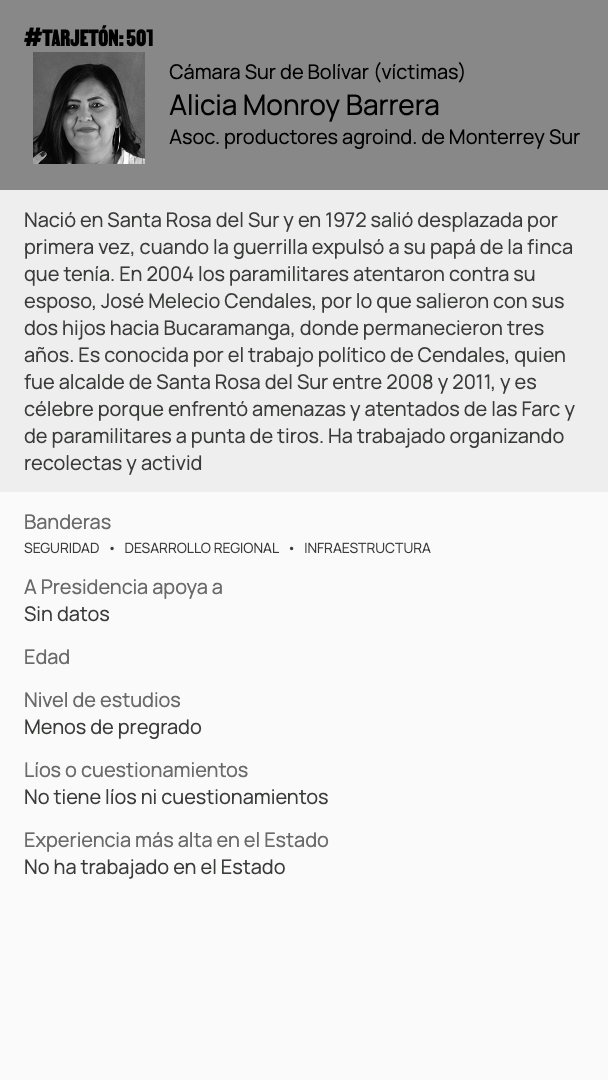 #TARJETÓN: 501
Cámara Sur de Bolívar (víctimas)
Alicia Monroy Barrera
Asoc. productores agroind. de Monterrey Sur
Nació en Santa Rosa del Sur y en 1972 salió desplazada por
primera vez, cuando la guerrilla expulsó a su papá de la finca
que tenía. En 2004 los paramilitares atentaron contra su
esposo, José Melecio Cendales, por lo que salieron con sus
dos hijos hacia Bucaramanga, donde permanecieron tres
años. Es conocida por el trabajo político de Cendales, quien
fue alcalde de Santa Rosa del Sur entre 2008 y 2011, y es
célebre porque enfrentó amenazas y atentados de las Farc y
de paramilitares a punta de tiros. Ha trabajado organizando
recolectas y activid
Banderas
SEGURIDAD • DESARROLLO REGIONAL • INFRAESTRUCTURA
A Presidencia apoya a
Sin datos
Edad
Nivel de estudios
Menos de pregrado
Líos o cuestionamientos
No tiene líos ni cuestionamientos
Experiencia más alta en el Estado
No ha trabajado en el Estado